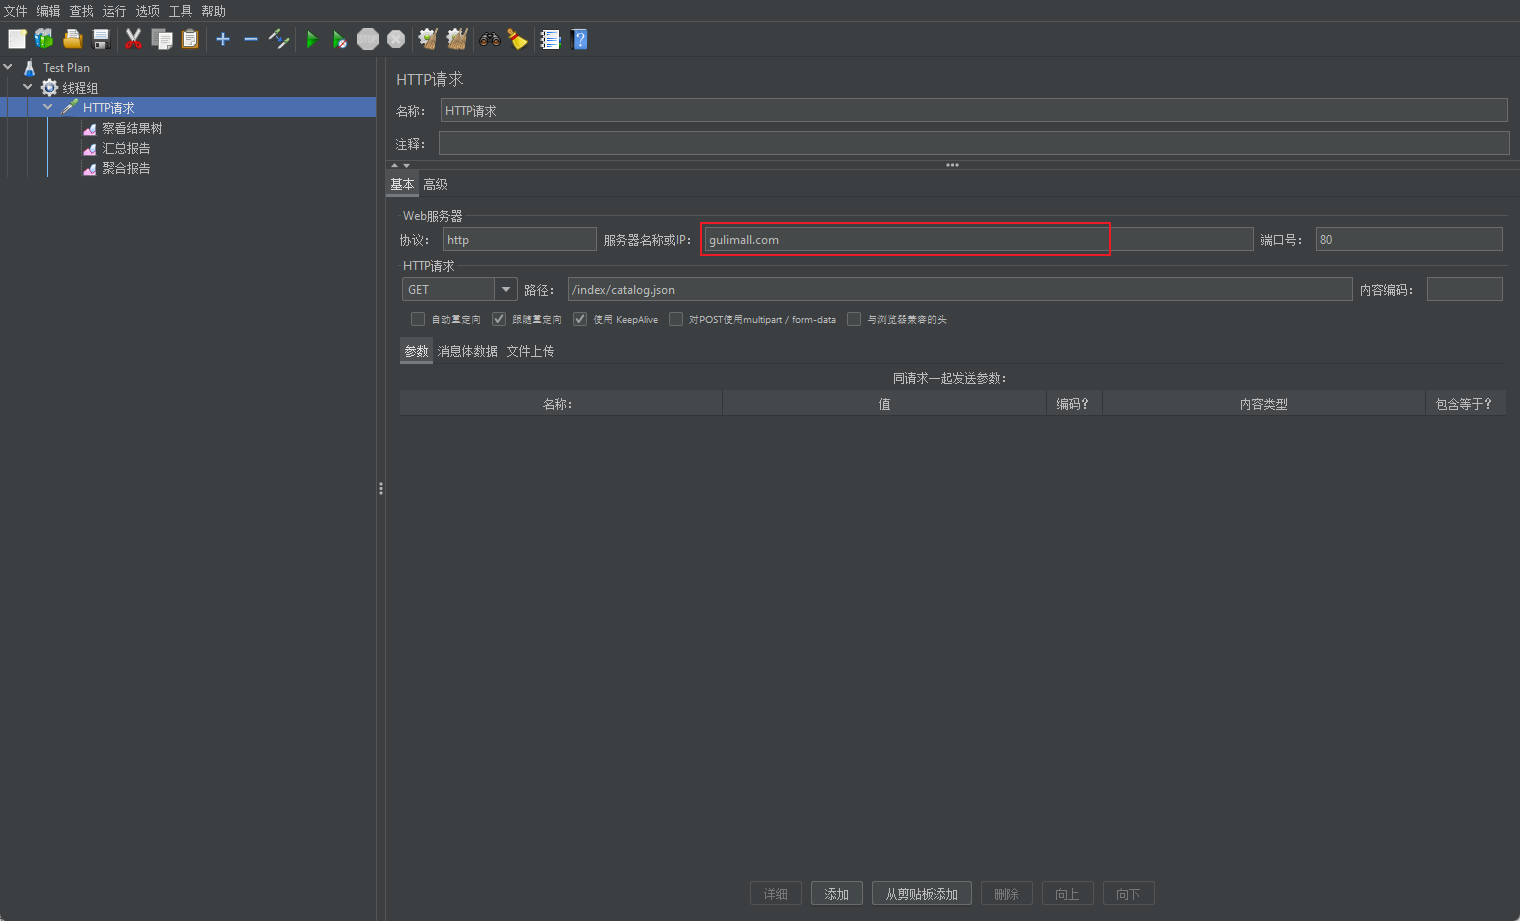 文件 编辑 查找 运行 选项 工具 帮助
Test Plan
线程组
HTTP请求
察看结果树
汇总报告
聚合报告
HTTP请求
名称： HTTP请求
注释：
基本 高级
Web服务器
协议： http 服务器名称或IP： gulimall.com 端口号： 80
HTTP请求
GET 路径： /index/catalog.json 内容编码：
自动重定向 跟随重定向 使用 KeepAlive 对POST使用multipart / form-data 与浏览器兼容的头
参数 消息体数据 文件上传
同请求一起发送参数：
名称： 值 编码？ 内容类型 包含等于？
详细 添加 从剪贴板添加 删除 向上 向下